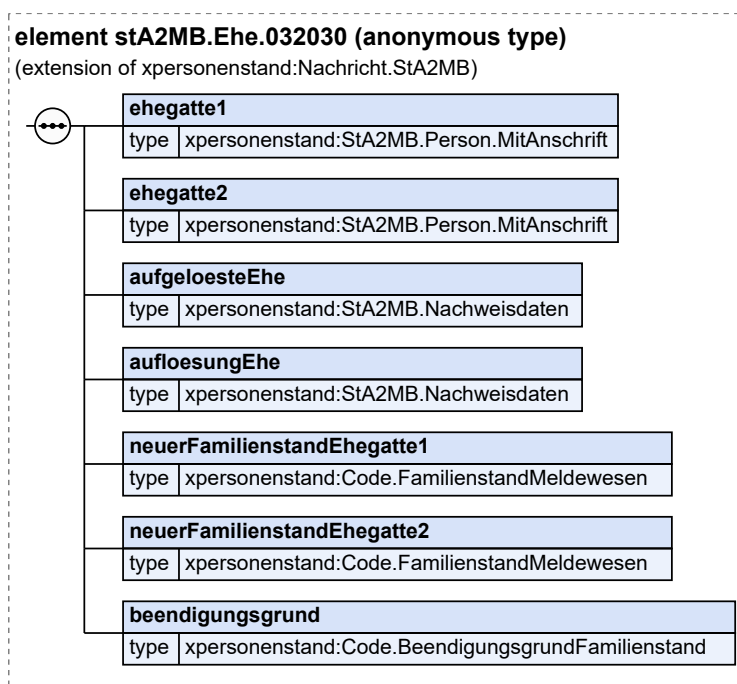 element stA2MB.Ehe.032030 (anonymous type)
(extension of xpersonenstand:Nachricht.StA2MB)
ehegatte1
type xpersonenstand:StA2MB.Person.MitAnschrift
ehegatte2
type xpersonenstand:StA2MB.Person.MitAnschrift
aufgeloesteEhe
type xpersonenstand:StA2MB.Nachweisdaten
aufloesungEhe
type xpersonenstand:StA2MB.Nachweisdaten
neuerFamilienstandEhegatte1
type xpersonenstand:Code.FamilienstandMeldewesen
neuerFamilienstandEhegatte2
type xpersonenstand:Code.FamilienstandMeldewesen
beendigungsgrund
type xpersonenstand:Code.BeendigungsgrundFamilienstand